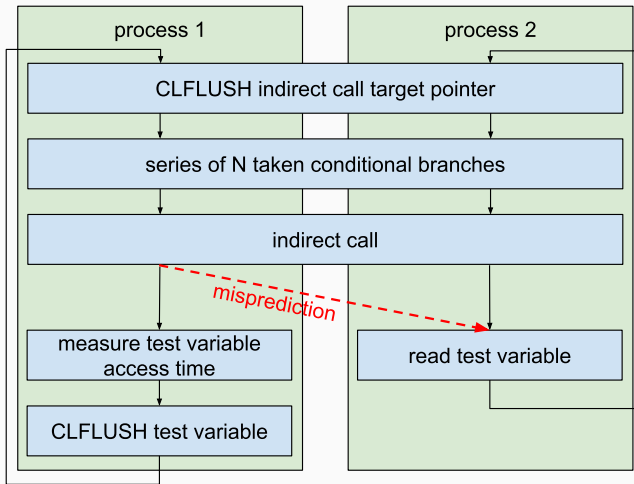 process 1
process 2
CLFLUSH indirect call target pointer
series of N taken conditional branches
indirect call
misprediction
measure test variable
access time
read test variable
CLFLUSH test variable